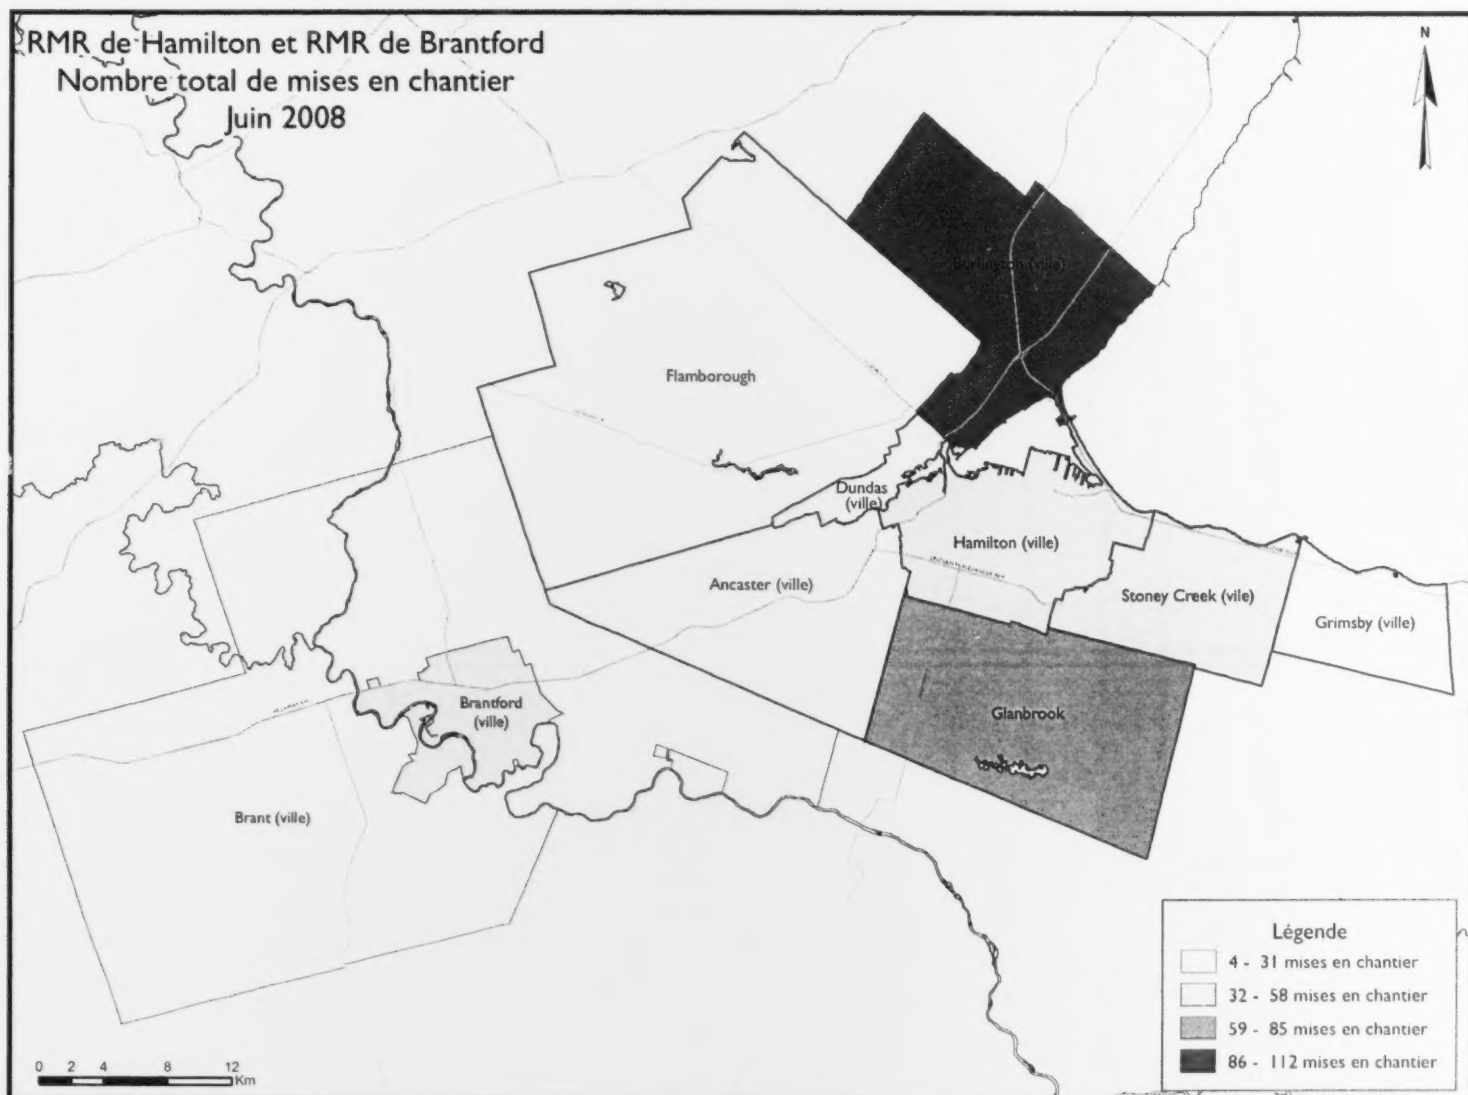 RMR de Hamilton et RMR de Brantford
Nombre total de mises en chantier
Juin 2008
N
Burlington (ville)
Flamborough
Dundas
(ville)
Hamilton (ville)
Ancaster (ville)
Stoney Creek (vile)
Grimsby (ville)
Brantford
(ville)
Glanbrook
Brant (ville)
Légende
4 - 31 mises en chantier
32 - 58 mises en chantier
59 - 85 mises en chantier
86 - 112 mises en chantier
0 2 4 8 12
Km